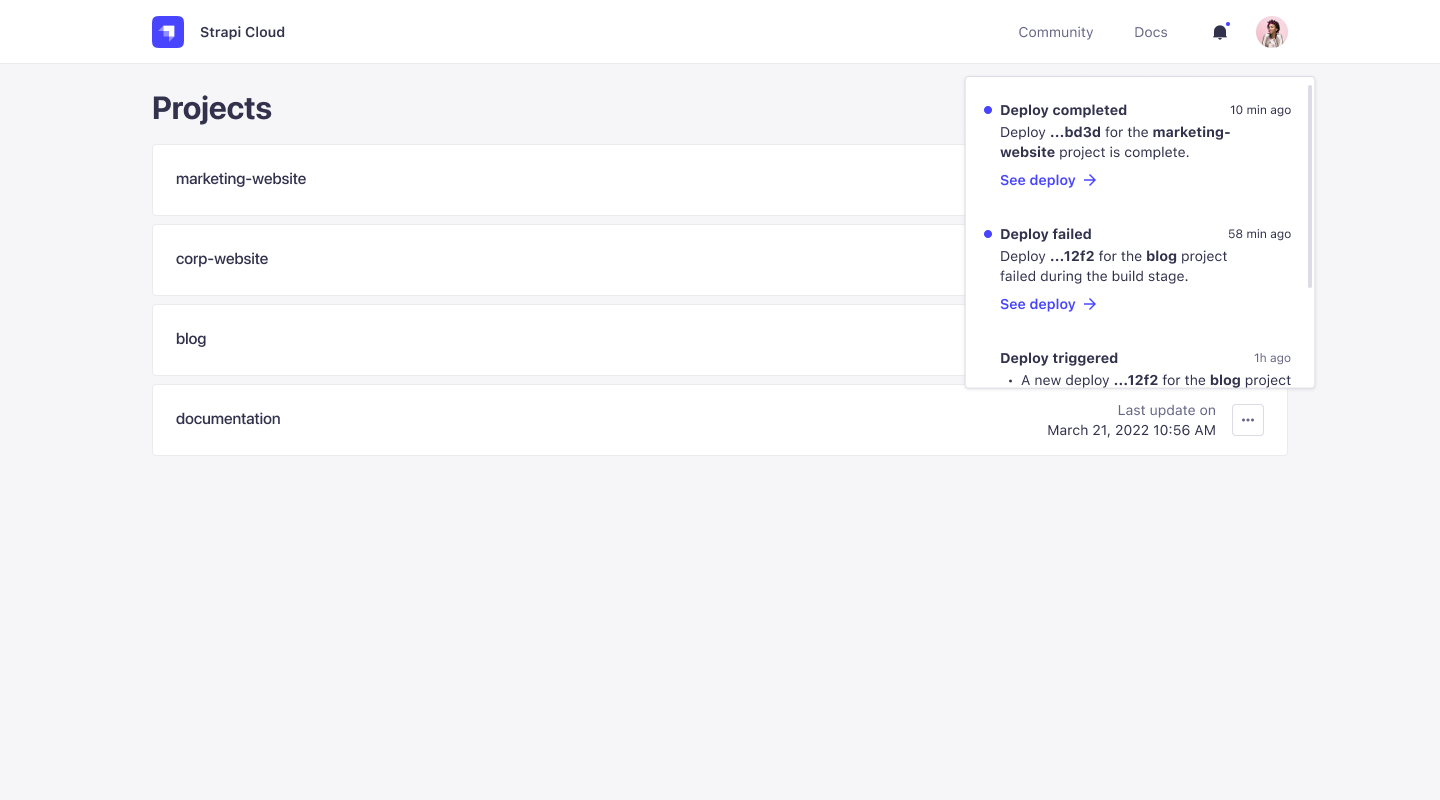 Strapi Cloud
Community
Docs
Projects
marketing-website
corp-website
blog
documentation
Last update on
March 21, 2022 10:56 AM
Deploy completed
10 min ago
Deploy ...bd3d for the marketing-
website project is complete.
See deploy →
Deploy failed
58 min ago
Deploy ...12f2 for the blog project
failed during the build stage.
See deploy →
Deploy triggered
1h ago
• A new deploy ...12f2 for the blog project